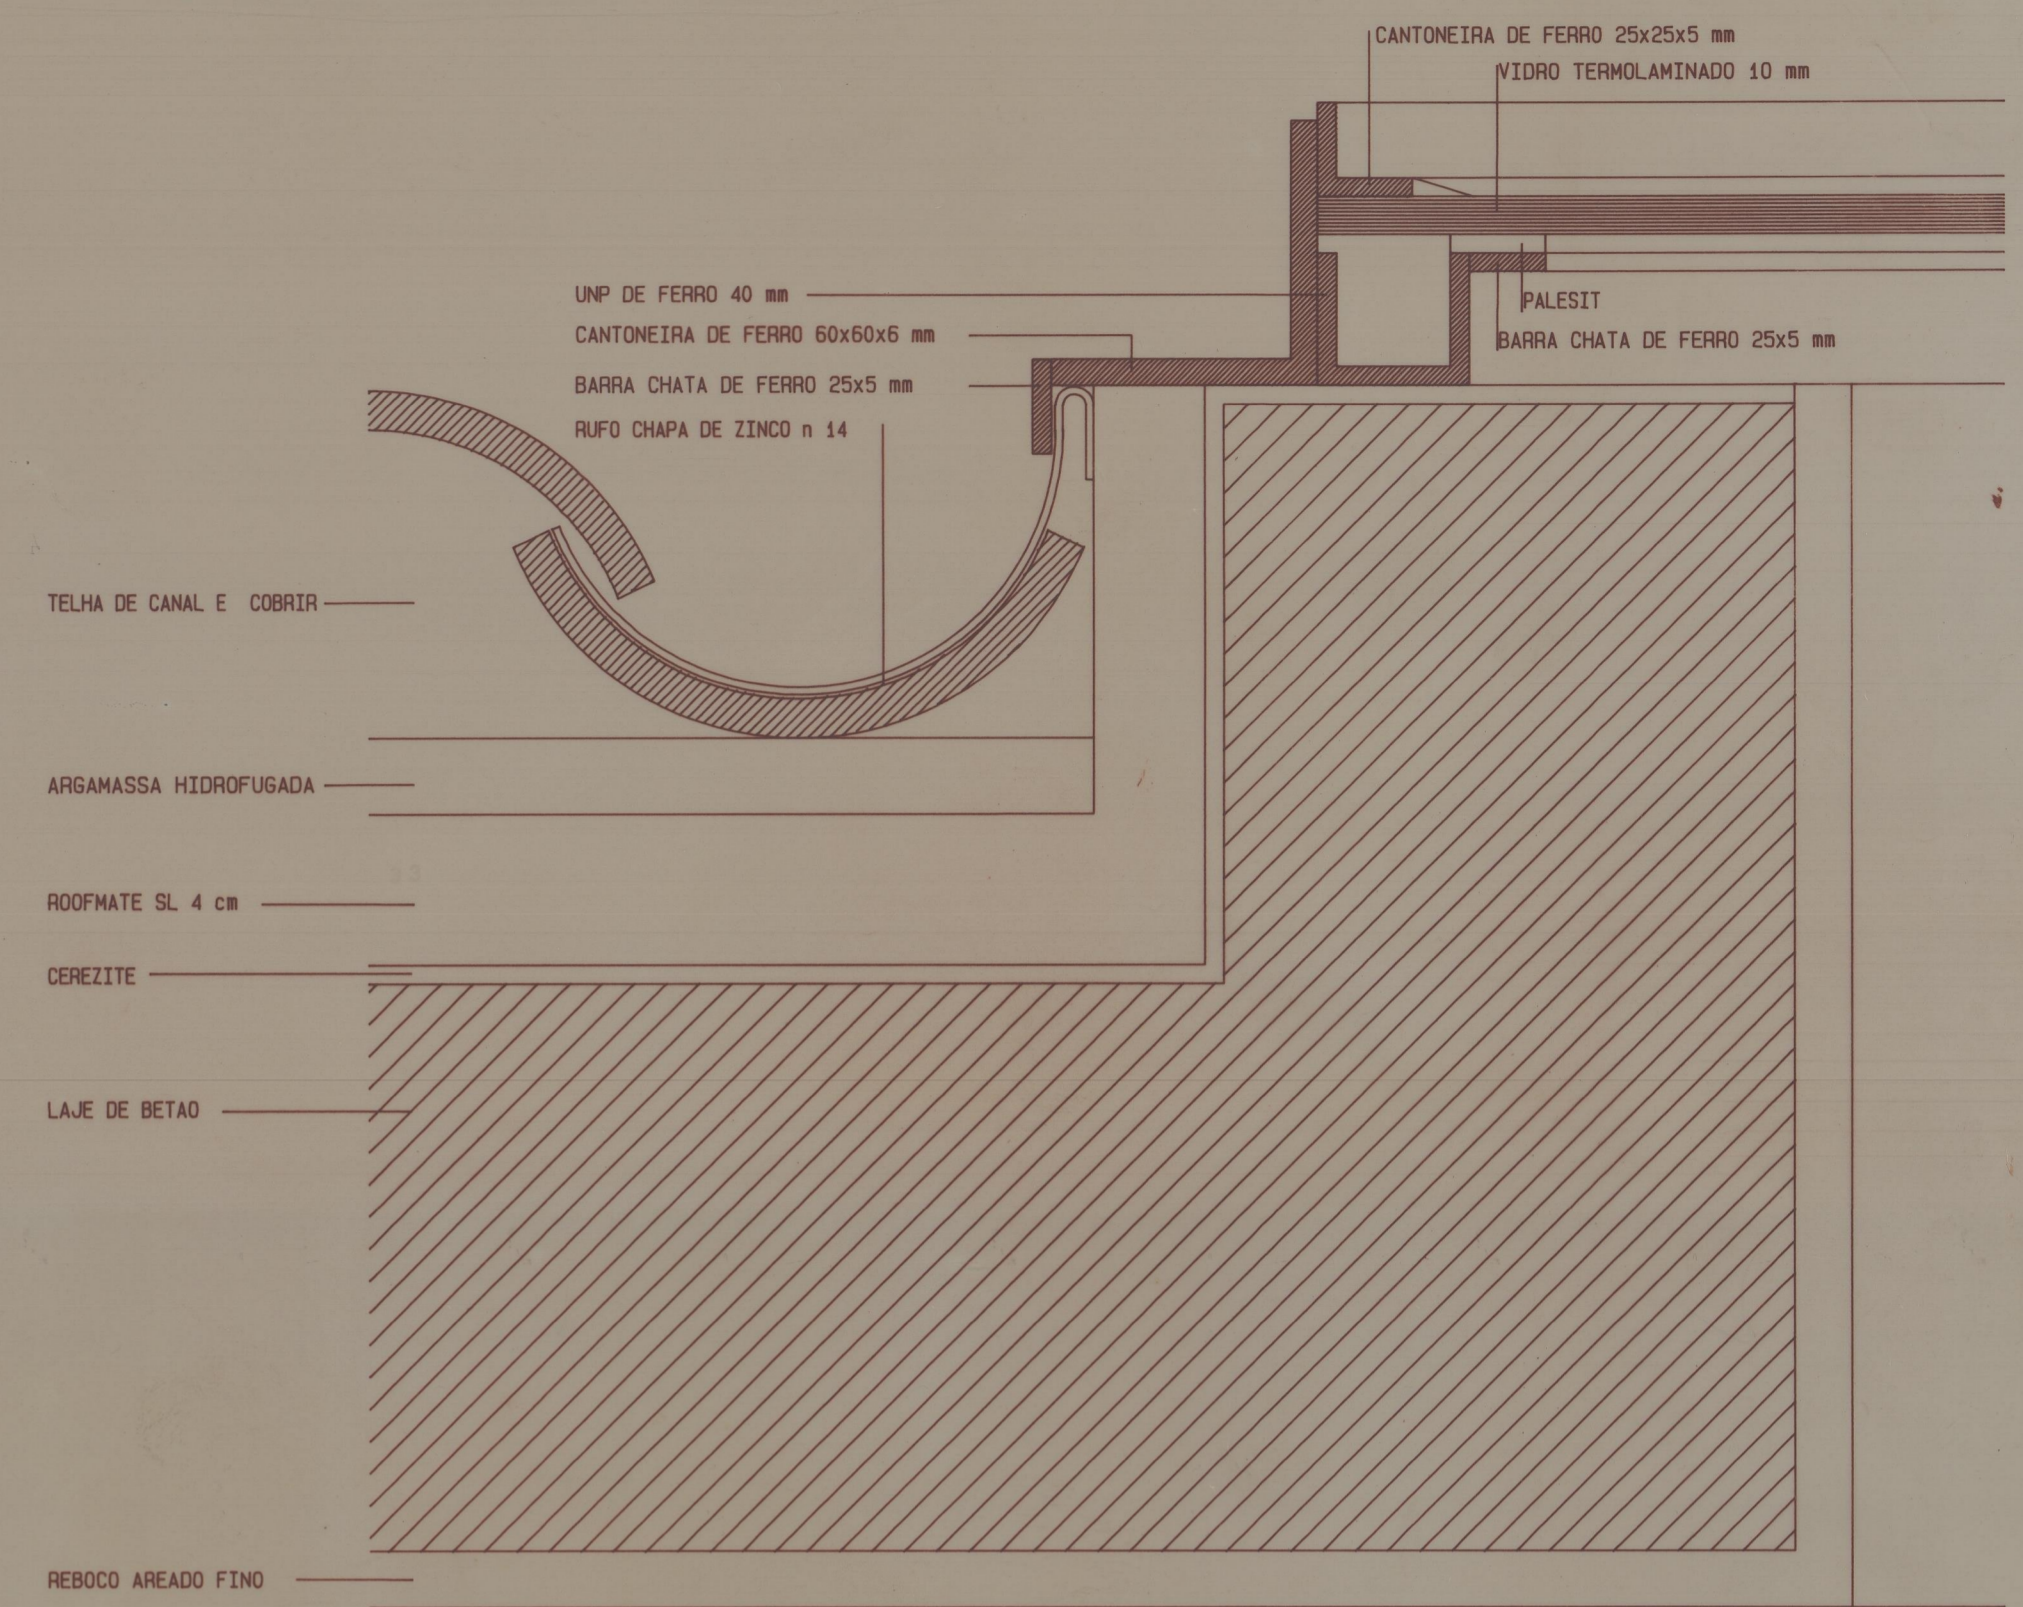 CANTONEIRA DE FERRO 25x25x5 mm
VIDRO TERMOLAMINADO 10 mm
UNP DE FERRO 40 mm
PALESIT
CANTONEIRA DE FERRO 60x60x6 mm
BARRA CHATA DE FERRO 25x5 mm
BARRA CHATA DE FERRO 25x5 mm
RUFO CHAPA DE ZINCO n 14
TELHA DE CANAL E COBRIR
ARGAMASSA HIDROFUGADA
ROOFMATE SL 4 cm
CEREZITE
LAJE DE BETAO
REBOCO AREADO FINO